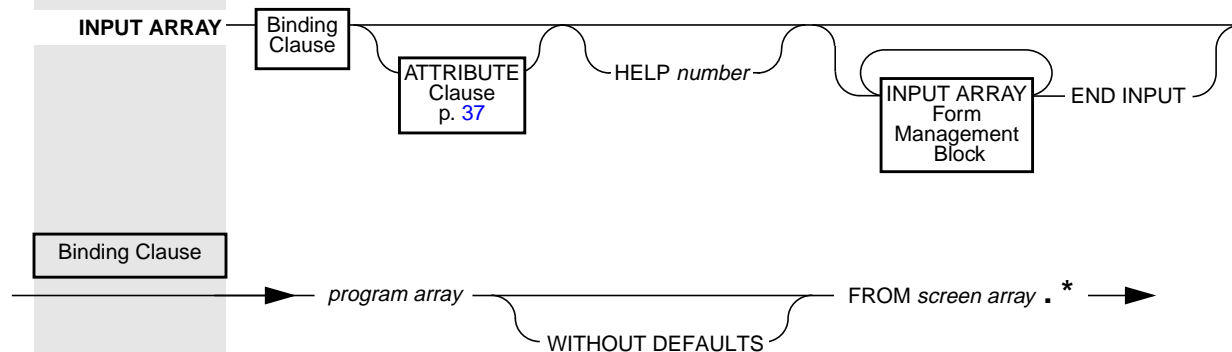 INPUT ARRAY
Binding
Clause
ATTRIBUTE
Clause
p. 37
HELP number
INPUT ARRAY
Form
Management
Block
END INPUT
Binding Clause
program array
WITHOUT DEFAULTS
FROM screen array . *